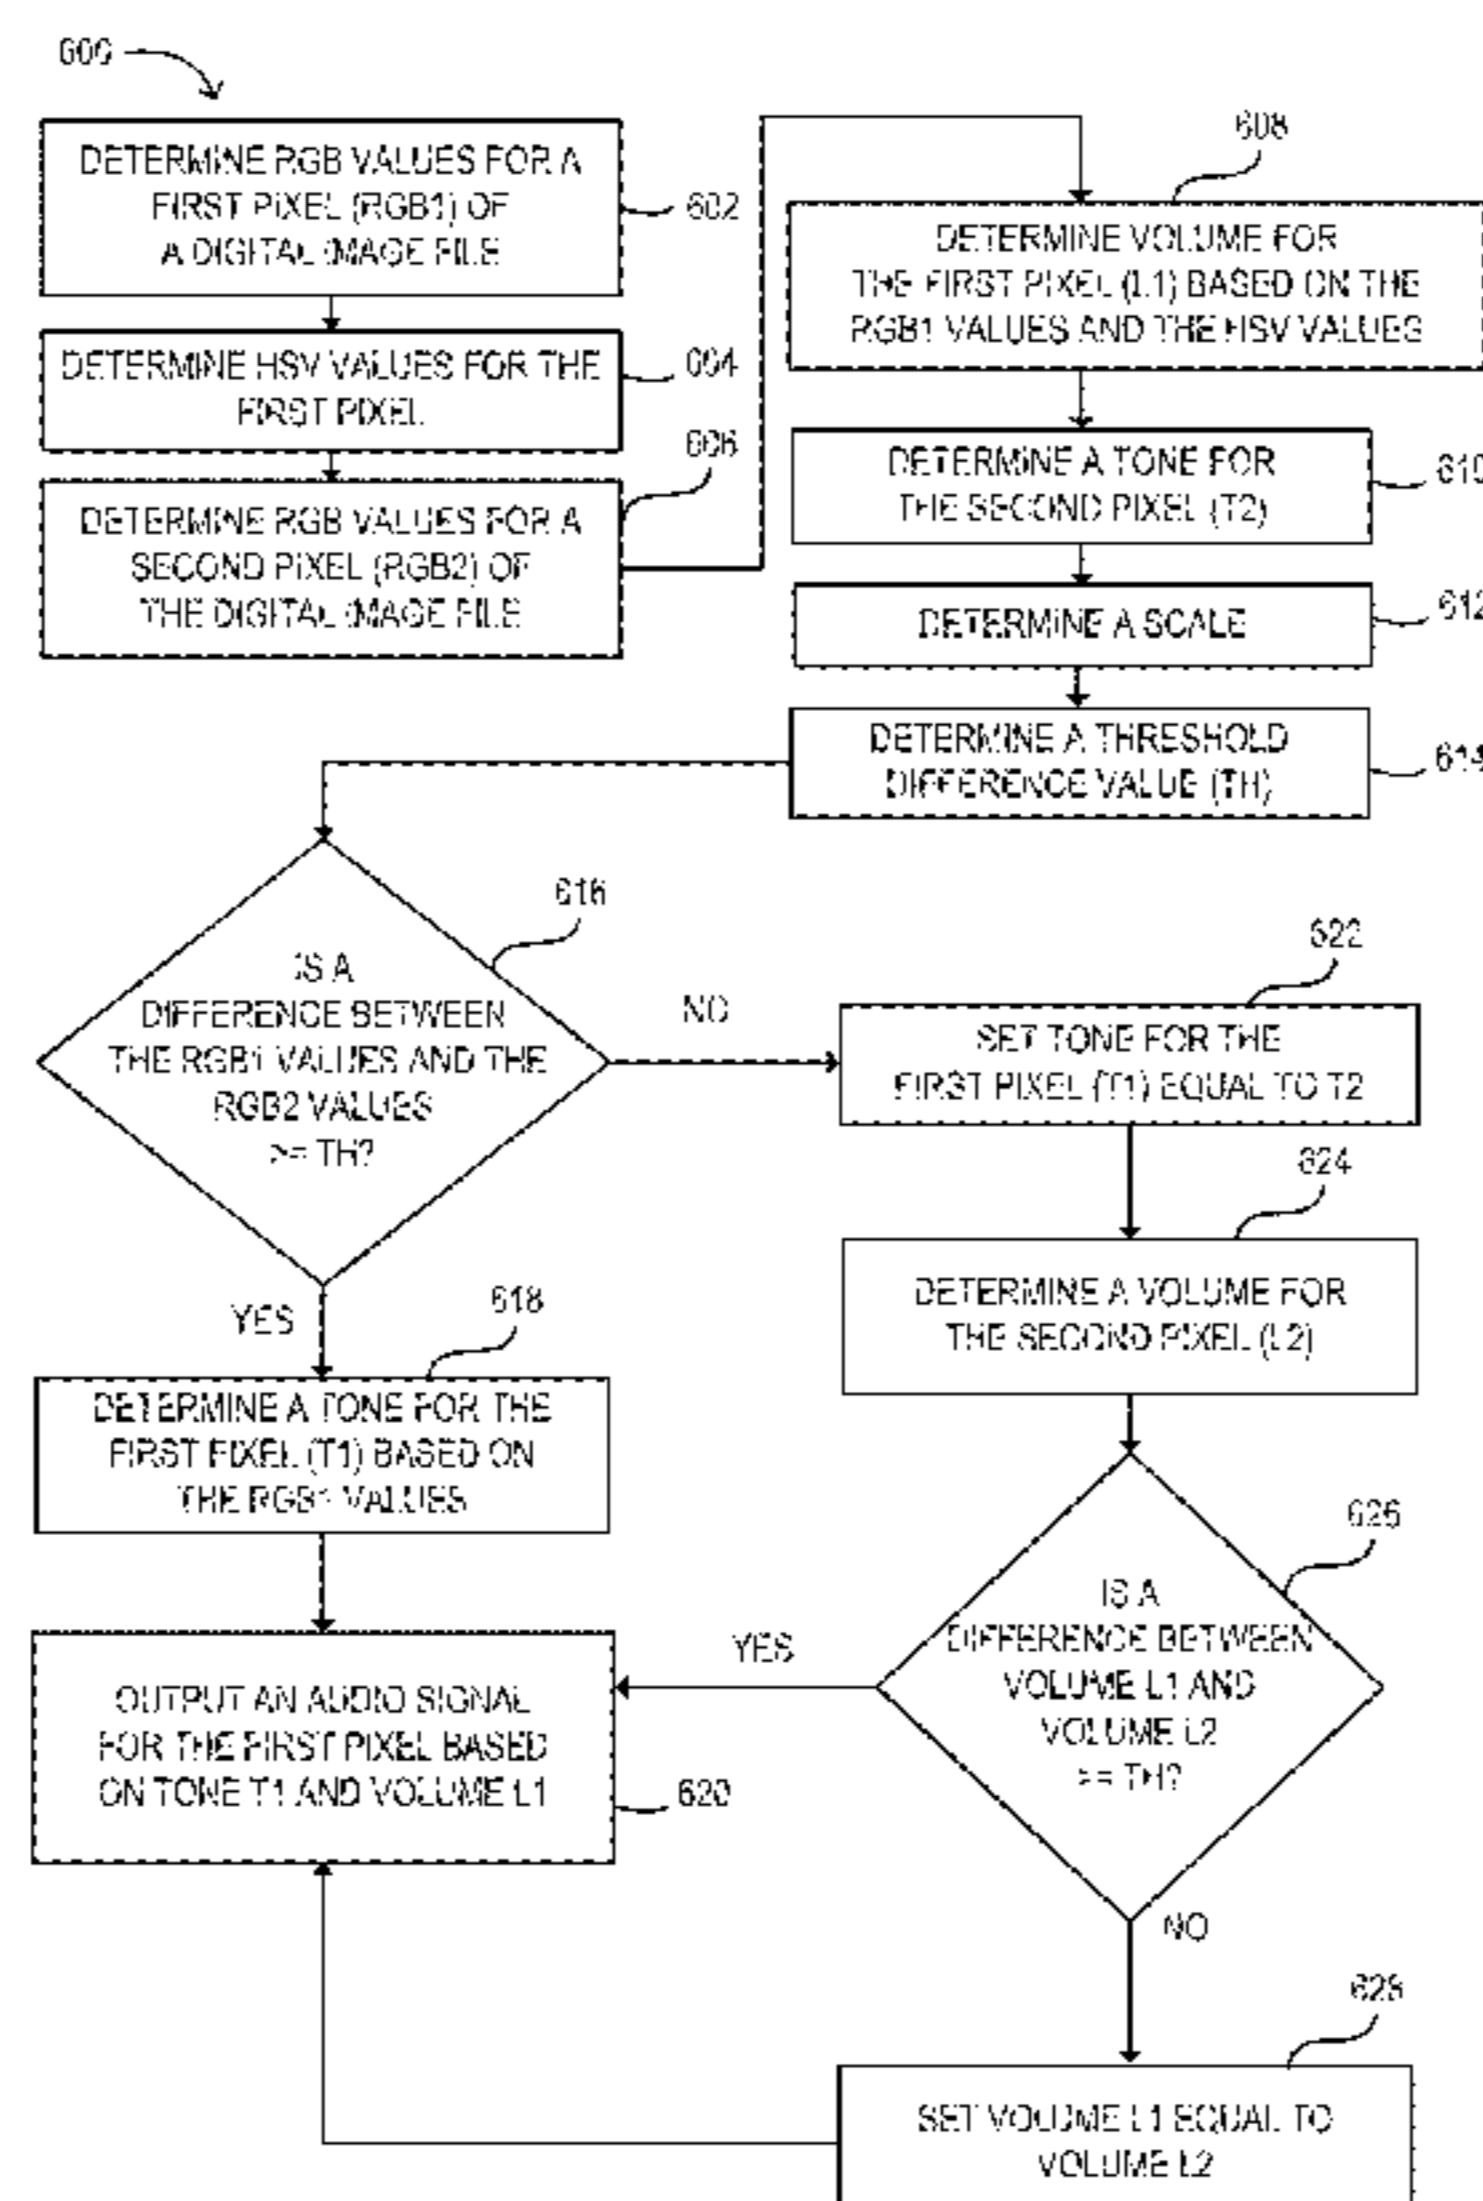 600
DETERMINE RGB VALUES FOR A
FIRST PIXEL (RGB1) OF
A DIGITAL IMAGE FILE
602
DETERMINE HSV VALUES FOR THE
FIRST PIXEL
604
606
DETERMINE RGB VALUES FOR A
SECOND PIXEL (RGB2) OF
THE DIGITAL IMAGE FILE
608
DETERMINE VOLUME FOR
THE FIRST PIXEL (L1) BASED ON THE
RGB1 VALUES AND THE HSV VALUES
DETERMINE A TONE FOR
THE SECOND PIXEL (T2)
610
DETERMINE A SCALE
612
DETERMINE A THRESHOLD
DIFFERENCE VALUE (TH)
614
616
IS A
DIFFERENCE BETWEEN
THE RGB1 VALUES AND THE
RGB2 VALUES
>= TH?
NO
622
SET TONE FOR THE
FIRST PIXEL (T1) EQUAL TO T2
624
DETERMINE A VOLUME FOR
THE SECOND PIXEL (L2)
YES
618
DETERMINE A TONE FOR THE
FIRST PIXEL (T1) BASED ON
THE RGB1 VALUES
626
IS A
DIFFERENCE BETWEEN
VOLUME L1 AND
VOLUME L2
>= TH?
YES
OUTPUT AN AUDIO SIGNAL
FOR THE FIRST PIXEL BASED
ON TONE T1 AND VOLUME L1
620
NO
628
SET VOLUME L1 EQUAL TO
VOLUME L2